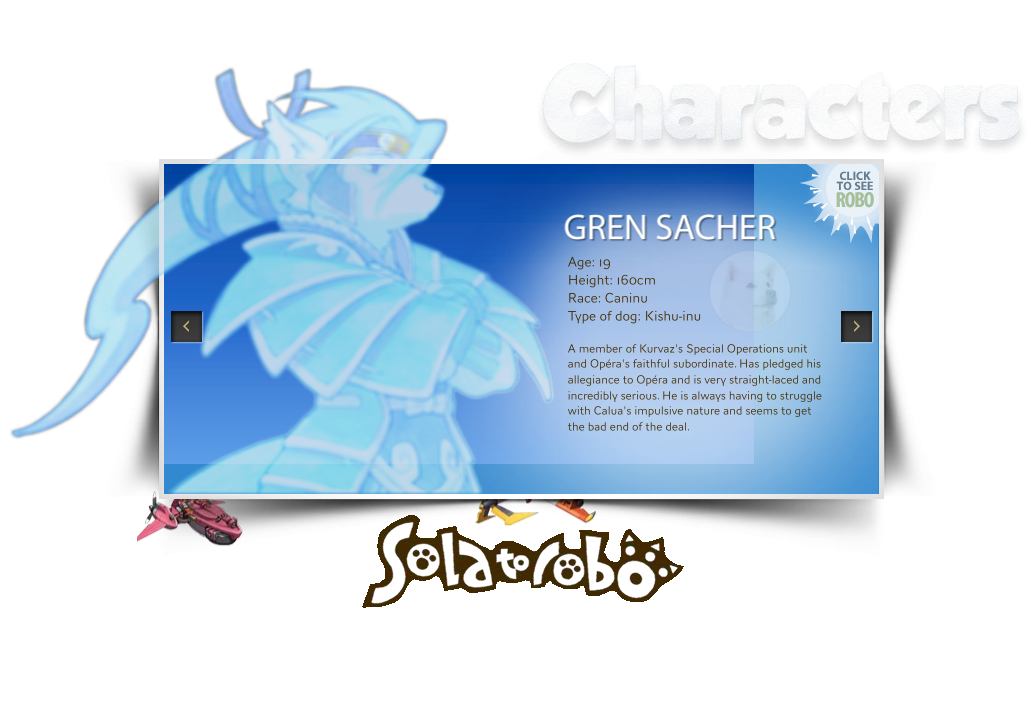 Characters
CLICK
TO SEE
ROBO
GREN SACHER
Age: 19
Height: 160cm
Race: Caninu
Type of dog: Kishu-inu
A member of Kurvaz's Special Operations unit
and Opéra's faithful subordinate. Has pledged his
allegiance to Opéra and is very straight-laced and
incredibly serious. He is always having to struggle
with Calua's impulsive nature and seems to get
the bad end of the deal.
Solatorobo